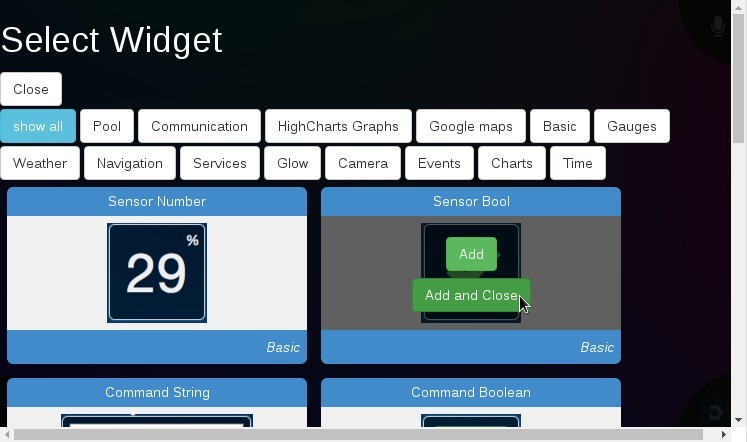 Select Widget
Close
show all Pool Communication HighCharts Graphs Google maps Basic Gauges
Weather Navigation Services Glow Camera Events Charts Time
Sensor Number Sensor Bool
29 %
Add
Add and Close
Basic Basic
Command String Command Boolean